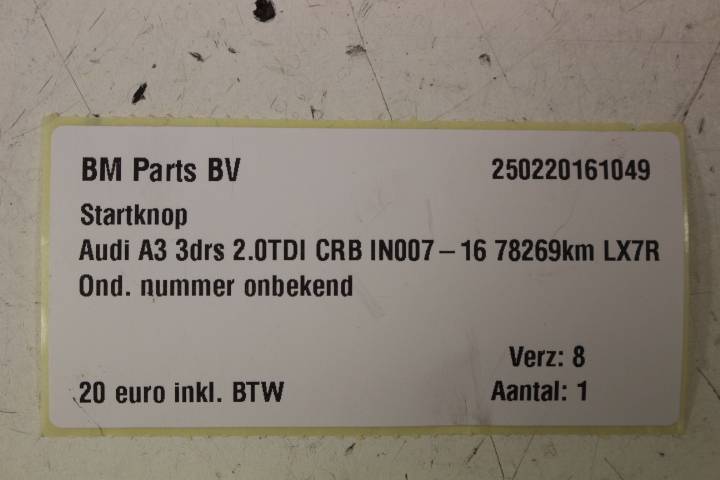 BM Parts BV 250220161049
Startknop
Audi A3 3drs 2.0TDI CRB IN007 – 16 78269km LX7R
Ond. nummer onbekend
Verz: 8
20 euro inkl. BTW Aantal: 1